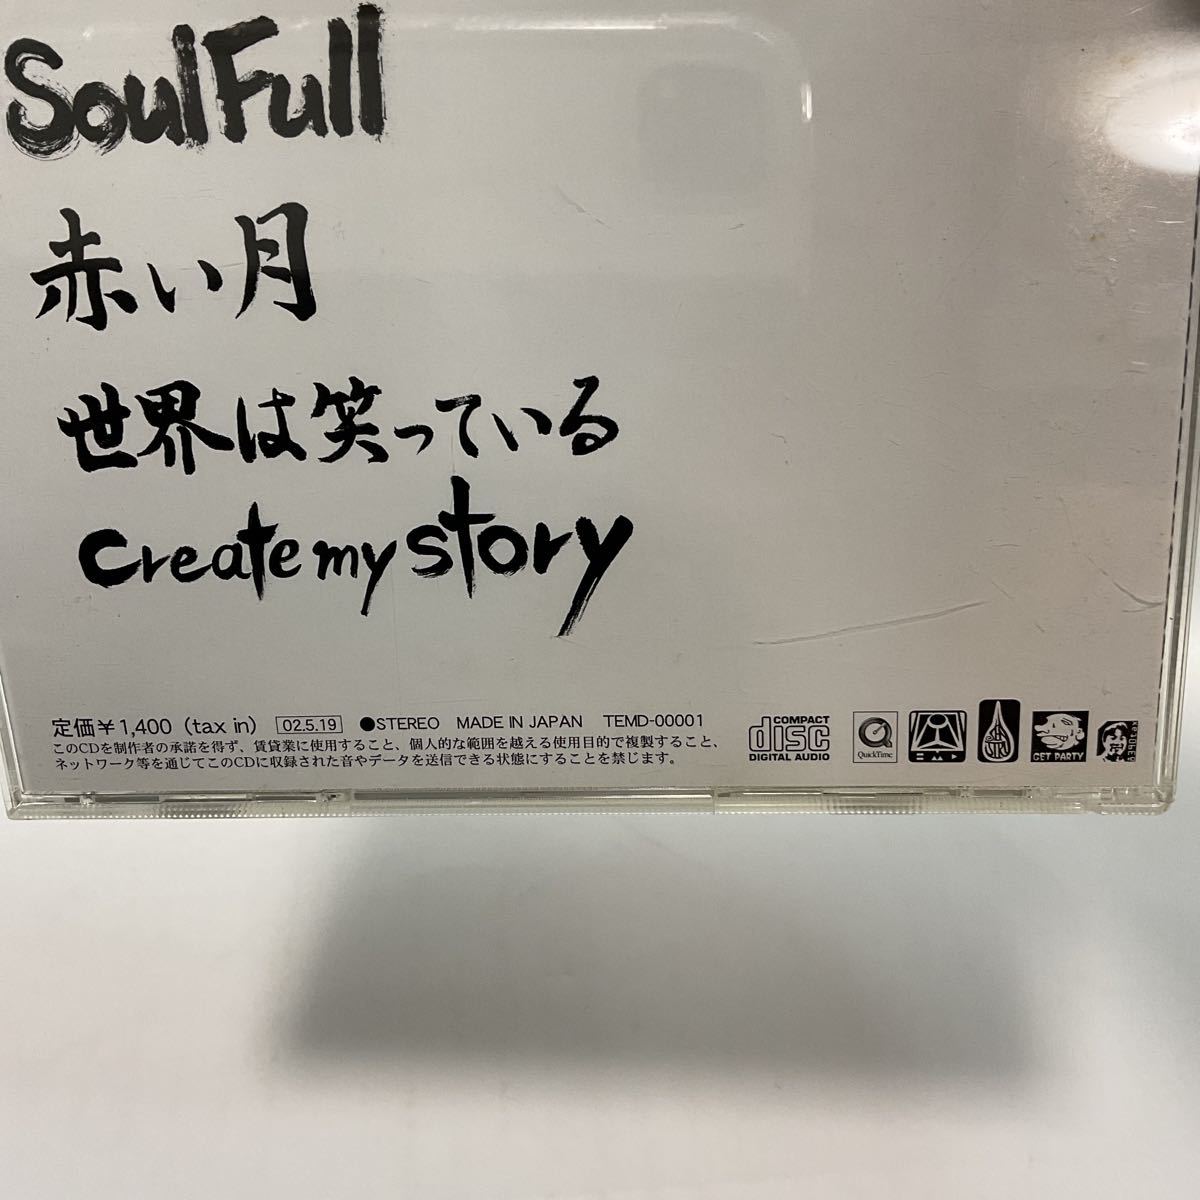 SoulFull
赤い月
世界は笑っている
Create my story
定価￥1,400（tax in） 02.5.19 ●STEREO MADE IN JAPAN TEMD-00001
このCDを制作者の承諾を得ず、賃貸業に使用すること、個人的な範囲を越える使用目的で複製すること、
ネットワーク等を通じてこのCDに収録された音やデータを送信できる状態にすることを禁じます。
COMPACT
disc
DIGITAL AUDIO
QuickTime
GET PARTY